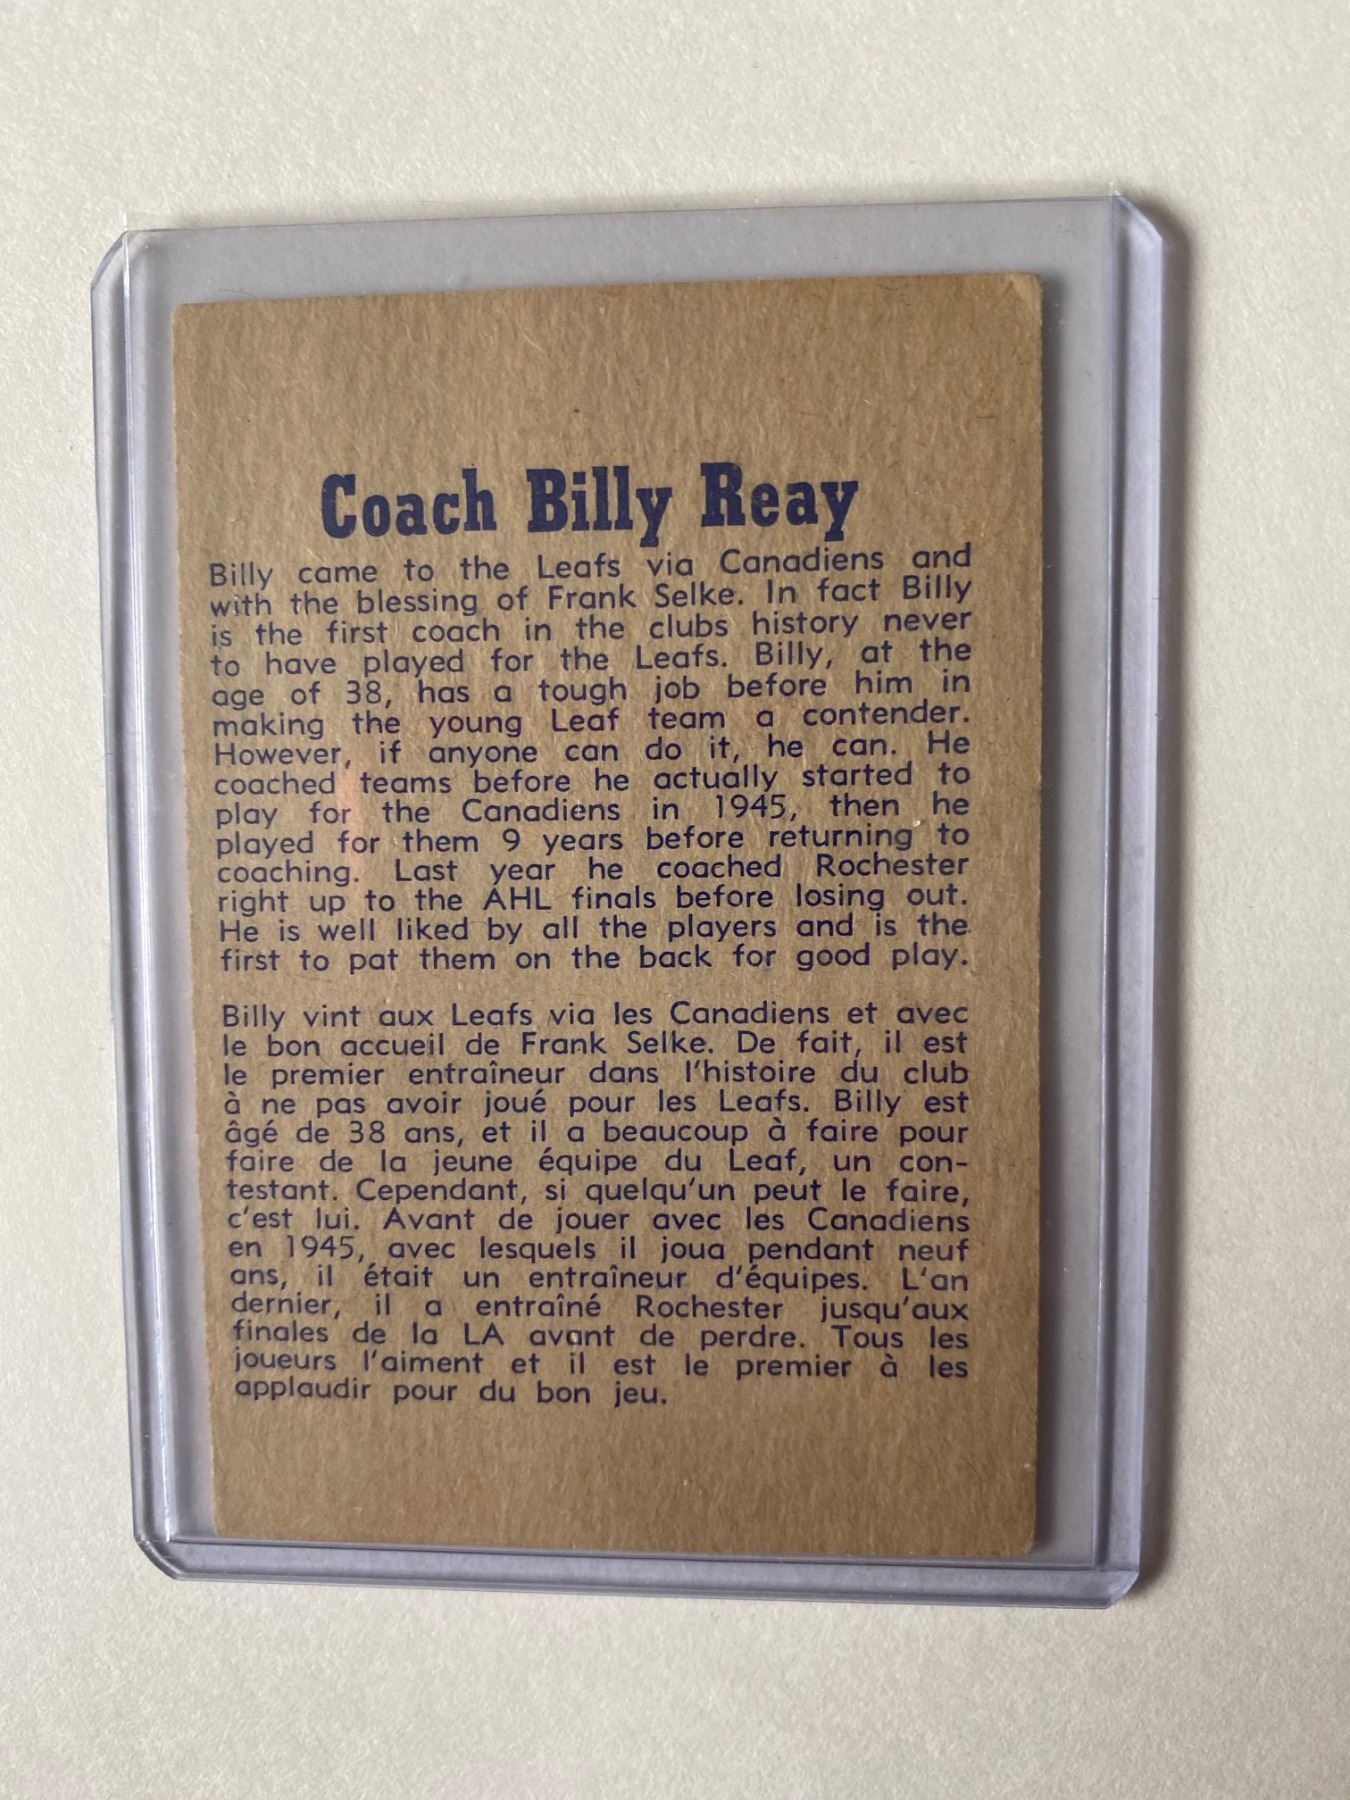 Coach Billy Reay
Billy came to the Leafs via Canadiens and
with the blessing of Frank Selke. In fact Billy
is the first coach in the clubs history never
to have played for the Leafs. Billy, at the
age of 38, has a tough job before him in
making the young Leaf team a contender.
However, if anyone can do it, he can. He
coached teams before he actually started to
play for the Canadiens in 1945, then he
played for them 9 years before returning to
coaching. Last year he coached Rochester
right up to the AHL finals before losing out.
He is well liked by all the players and is the
first to pat them on the back for good play.
Billy vint aux Leafs via les Canadiens et avec
le bon accueil de Frank Selke. De fait, il est
le premier entraîneur dans l'histoire du club
à ne pas avoir joué pour les Leafs. Billy est
âgé de 38 ans, et il a beaucoup à faire pour
faire de la jeune équipe du Leaf, un con-
testant. Cependant, si quelqu'un peut le faire,
c'est lui. Avant de jouer avec les Canadiens
en 1945, avec lesquels il joua pendant neuf
ans, il était un entraîneur d'équipes. L'an
dernier, il a entraîné Rochester jusqu'aux
finales de la LA avant de perdre. Tous les
joueurs l'aiment et il est le premier à les
applaudir pour du bon jeu.